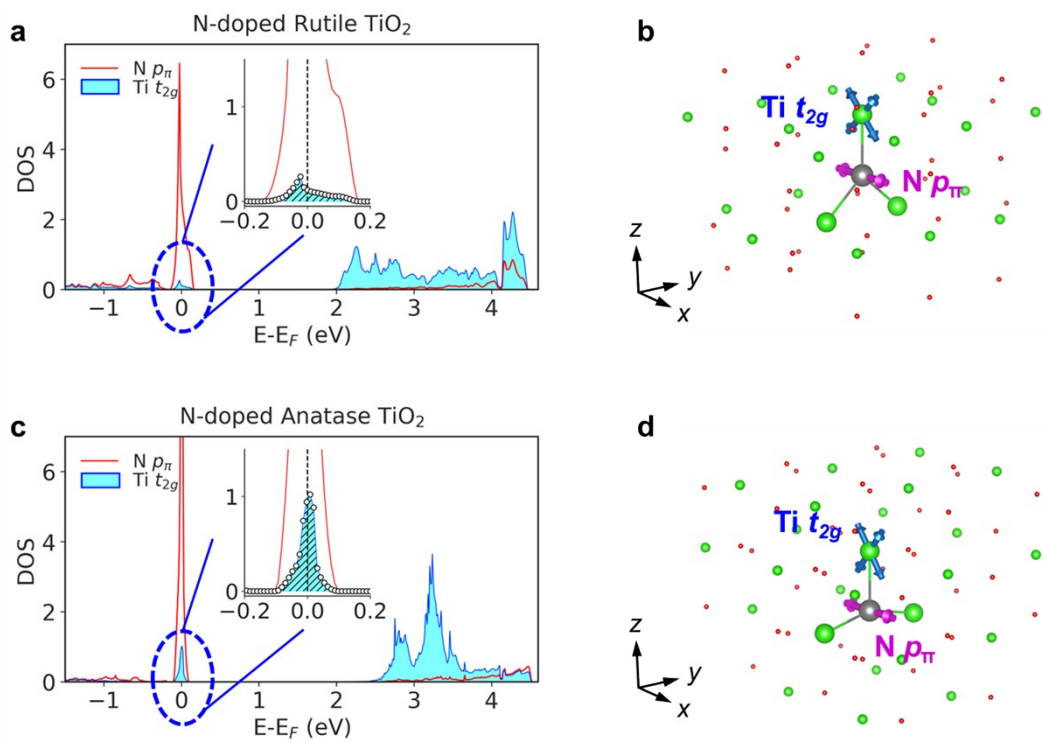 a
N-doped Rutile TiO₂
N pπ
Ti t₂g
DOS
6
4
2
0
1
0
−0.2 0.0 0.2
−1 0 1 2 3 4
E-E_F (eV)
b
Ti t₂g
N pπ
z
y
x
c
N-doped Anatase TiO₂
N pπ
Ti t₂g
DOS
6
4
2
0
1
0
−0.2 0.0 0.2
−1 0 1 2 3 4
E-E_F (eV)
d
Ti t₂g
N pπ
z
y
x